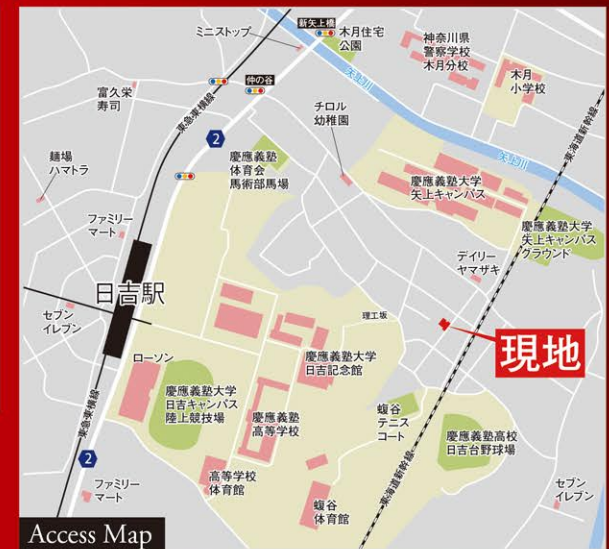 新矢上橋
ミニストップ
木月住宅
公園
神奈川県
警察学校
木月分校
矢上川
木月
小学校
仲の谷
富久栄
寿司
東急東横線
チロル
幼稚園
東海道新幹線
2
麺場
ハマトラ
慶應義塾
体育会
馬術部馬場
矢上川
慶應義塾大学
矢上キャンパス
ファミリー
マート
慶應義塾大学
矢上キャンパス
グラウンド
デイリー
ヤマザキ
日吉駅
セブン
イレブン
理工坂
現地
ローソン
慶應義塾大学
日吉記念館
慶應義塾大学
日吉キャンパス
陸上競技場
慶應義塾
高等学校
蝮谷
テニス
コート
慶應義塾高校
日吉台野球場
東急東横線
2
高等学校
体育館
東海道新幹線
ファミリー
マート
蝮谷
体育館
セブン
イレブン
Access Map